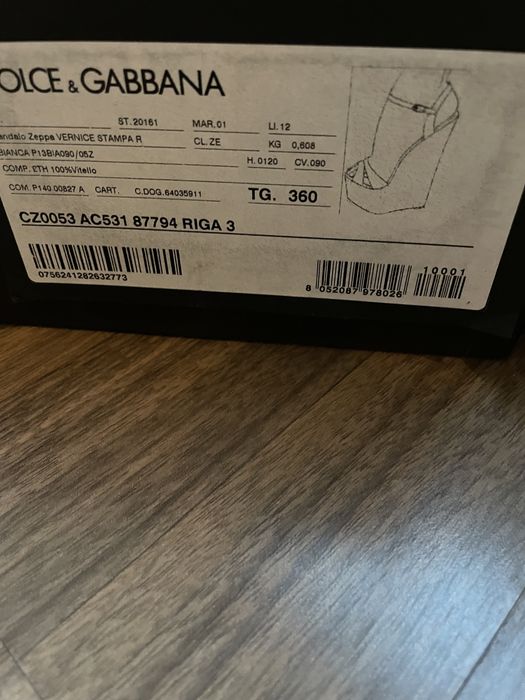 OLCE & GABBANA
ST.20161 MAR.01 LI.12
andalo Zeppa VERNICE STAMPA R CL.ZE KG 0,608
BIANCA P13BIA090/05Z H.0120 CV.090
COMP. ETH 100%Vitello
COM. P140.00827 A CART. C.DOG.64035911 TG. 360
CZ0053 AC531 87794 RIGA 3
10001
0756241282632773 8 052087 978026